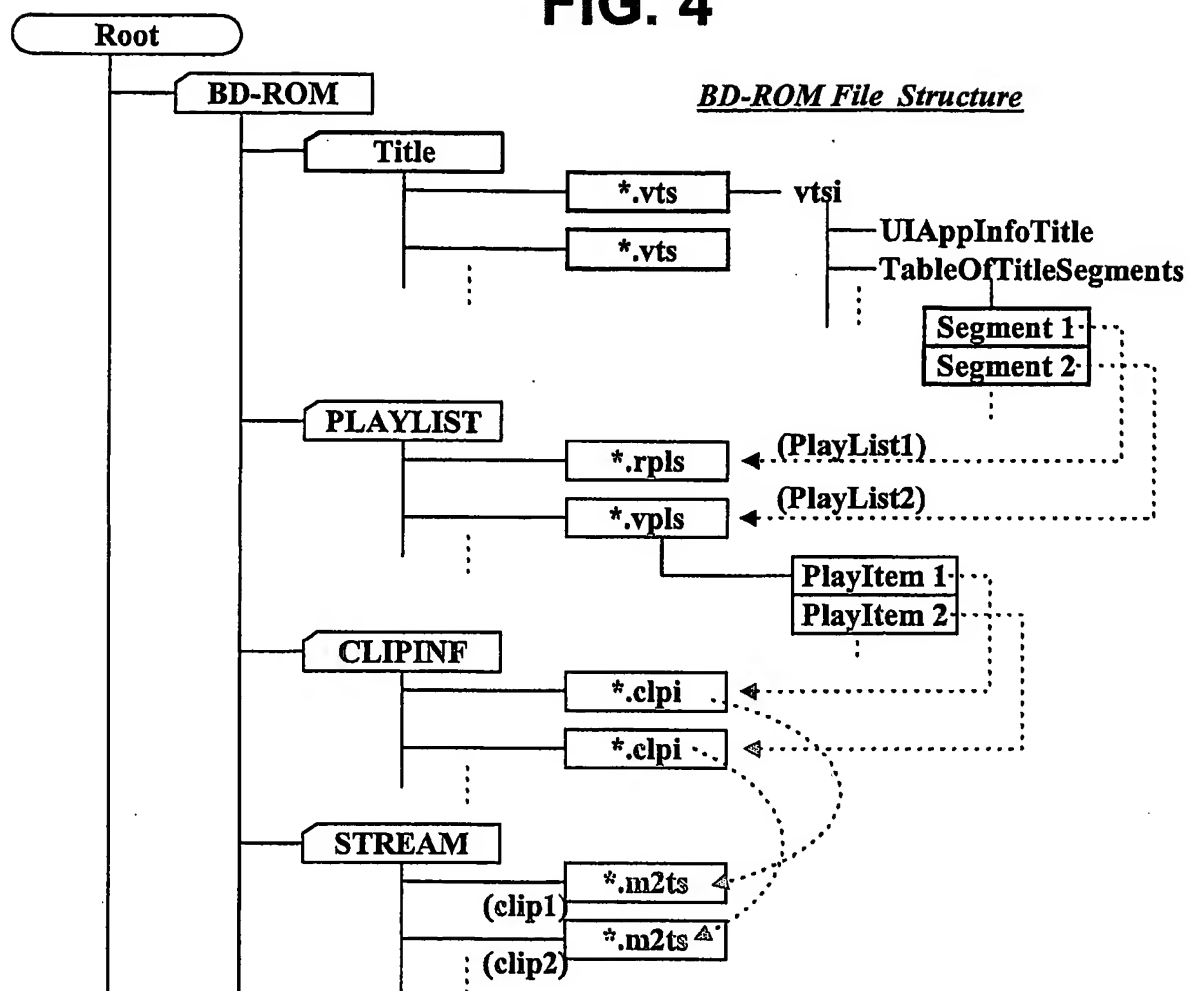 FIG. 4
Root
BD-ROM
BD-ROM File Structure
Title
*.vts
vtsi
*.vts
UIAppInfoTitle
TableOfTitleSegments
Segment 1
Segment 2
PLAYLIST
*.rpls
(PlayList1)
*.vpls
(PlayList2)
PlayItem 1
PlayItem 2
CLIPINF
*.clpi
*.clpi
STREAM
*.m2ts
(clip1)
*.m2ts
(clip2)